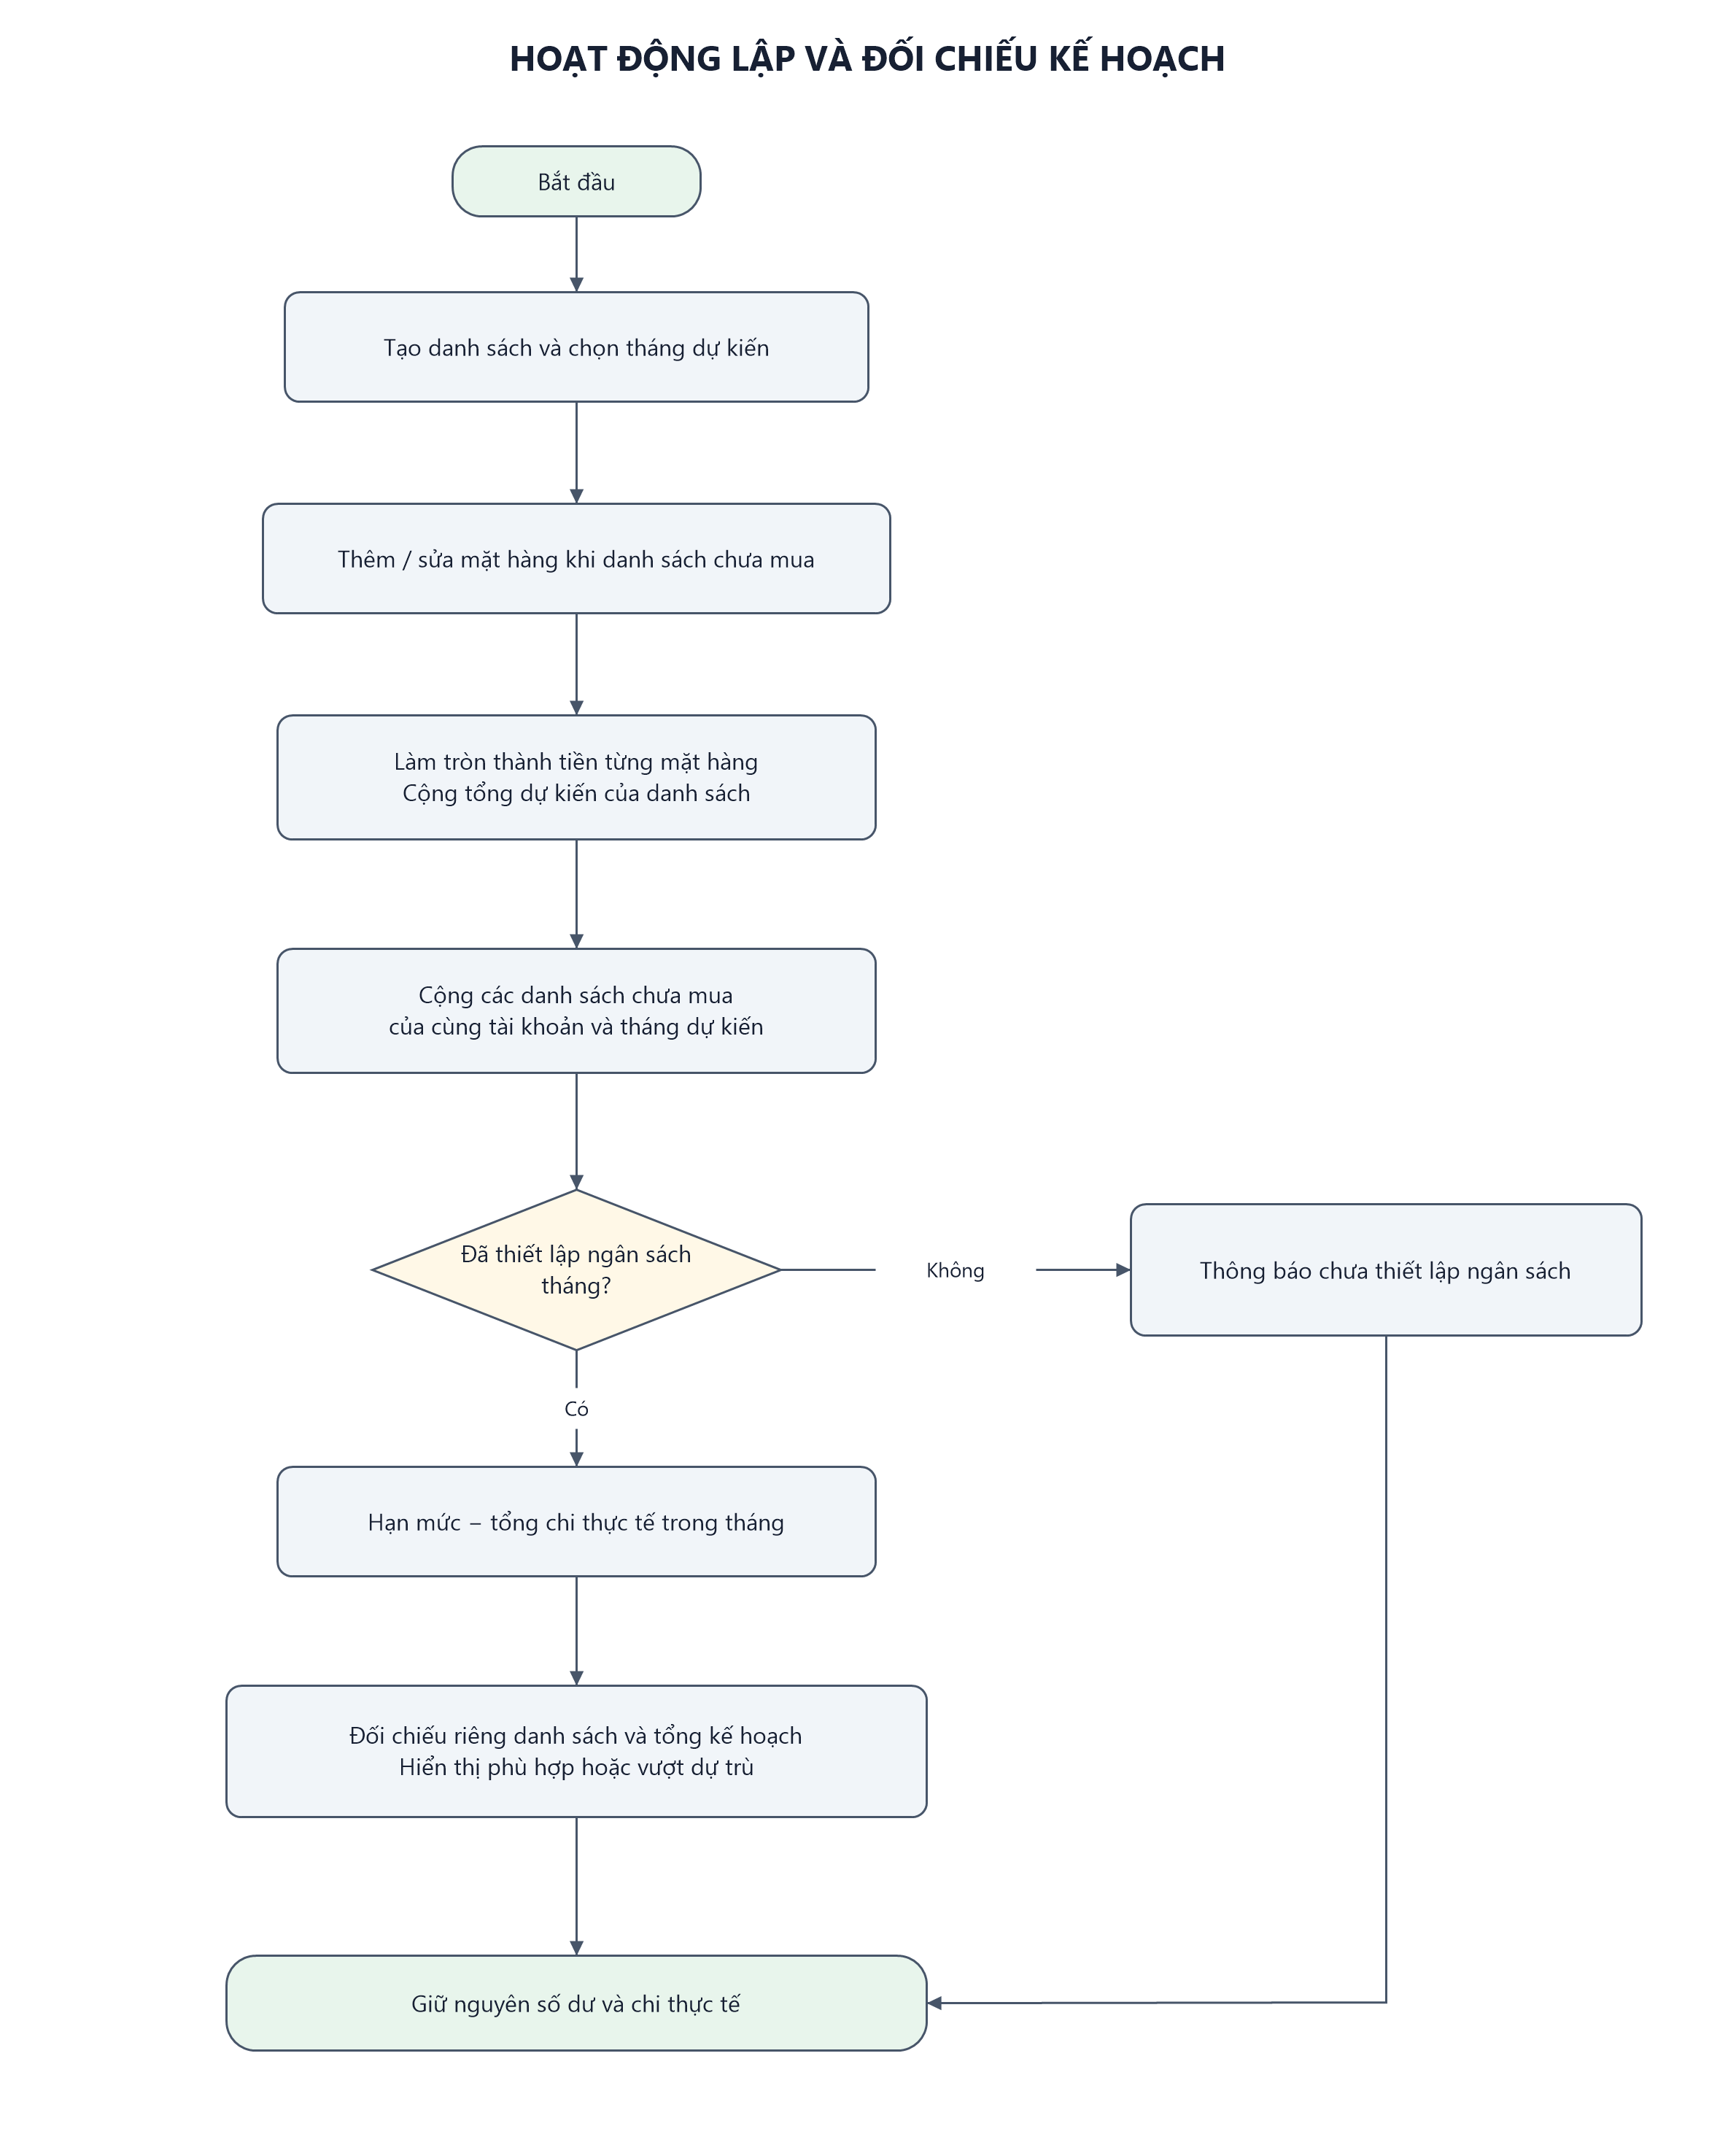 HOẠT ĐỘNG LẬP VÀ ĐỐI CHIẾU KẾ HOẠCH
Bắt đầu
Tạo danh sách và chọn tháng dự kiến
Thêm / sửa mặt hàng khi danh sách chưa mua
Làm tròn thành tiền từng mặt hàng
Cộng tổng dự kiến của danh sách
Cộng các danh sách chưa mua
của cùng tài khoản và tháng dự kiến
Đã thiết lập ngân sách
tháng?
Không
Thông báo chưa thiết lập ngân sách
Có
Hạn mức – tổng chi thực tế trong tháng
Đối chiếu riêng danh sách và tổng kế hoạch
Hiển thị phù hợp hoặc vượt dự trù
Giữ nguyên số dư và chi thực tế